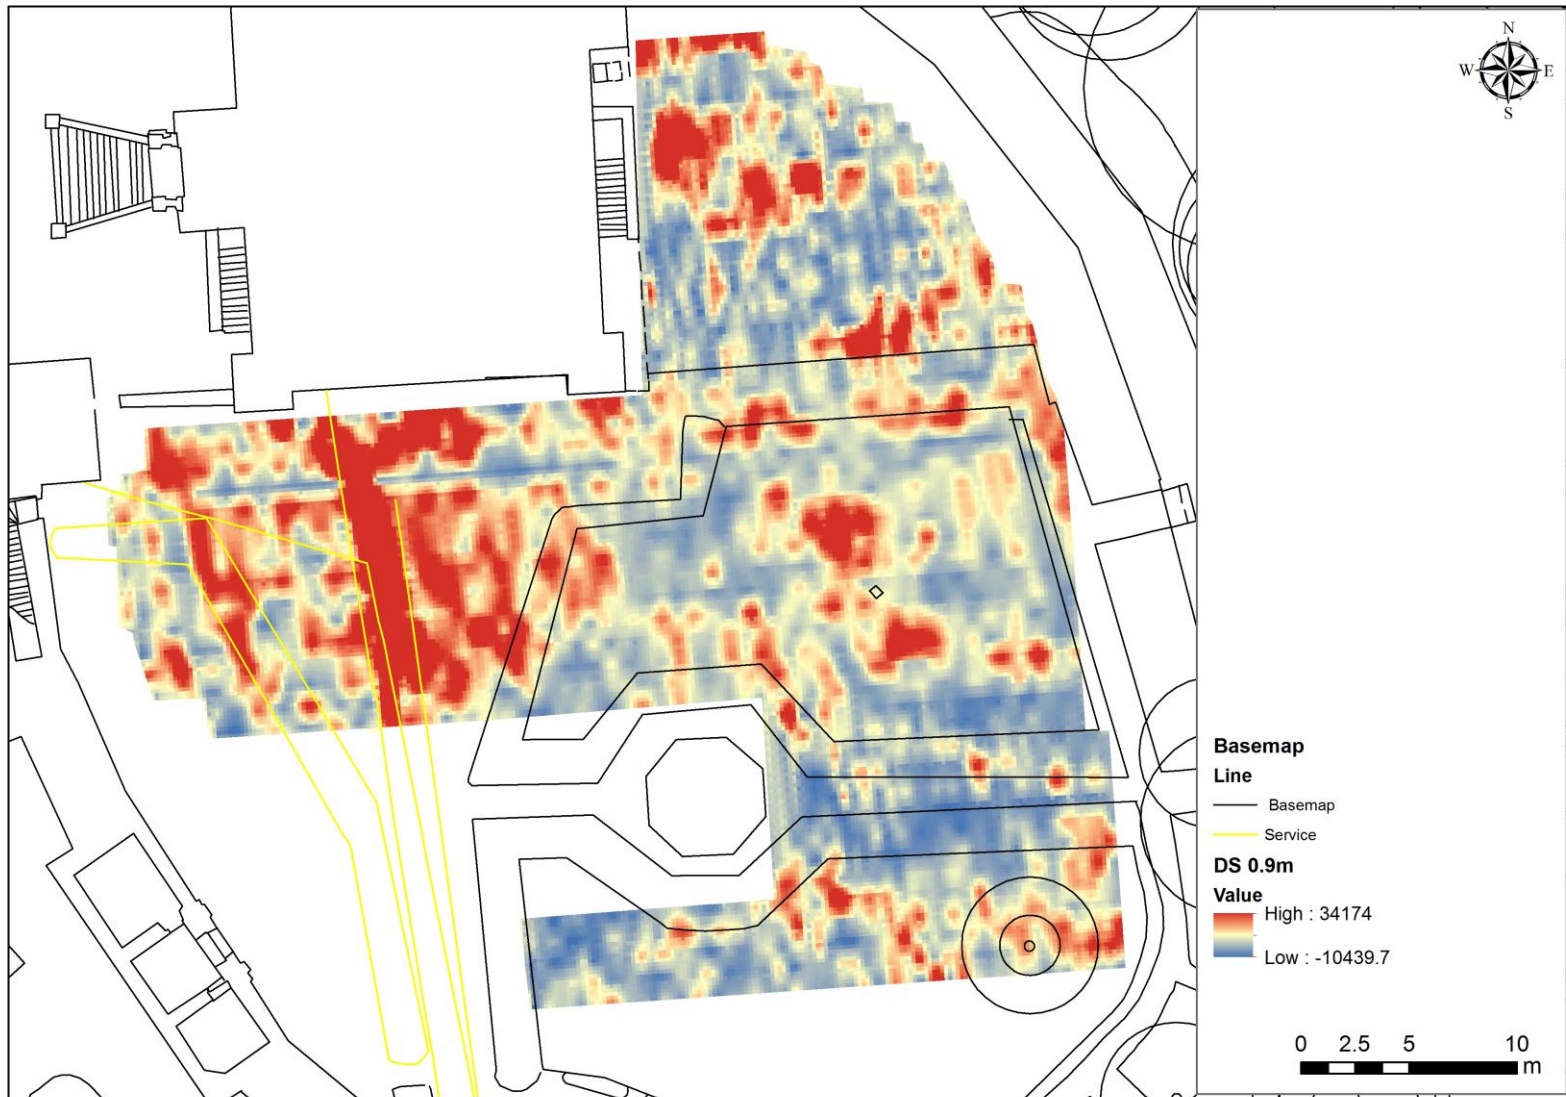 N
W E
S
Basemap
Line
Basemap
Service
DS 0.9m
Value
High : 34174
Low : -10439.7
0 2.5 5 10
m